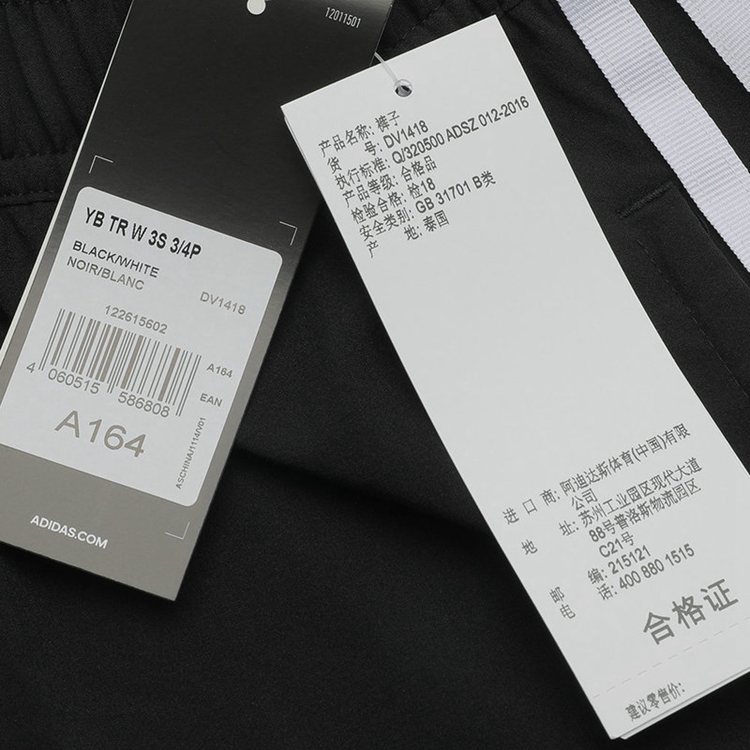 12011501
YB TR W 3S 3/4P
BLACK/WHITE
NOIR/BLANC
DV1418
122615602
A164
4 060515 586808
EAN
A164
ASCHINA/1114/V01
ADIDAS.COM
产品名称: 裤子
货 号: DV1418
执行标准: Q/320500 ADSZ 012-2016
产品等级: 合格品
检验合格: 检18
安全类别: GB 31701 B类
产 地: 泰国
进 口 商: 阿迪达斯体育(中国)有限
公司
地 址: 苏州工业园区现代大道
88号普洛斯物流园区
C21号
邮 编: 215121
电 话: 400 880 1515
合格证
建议零售价: